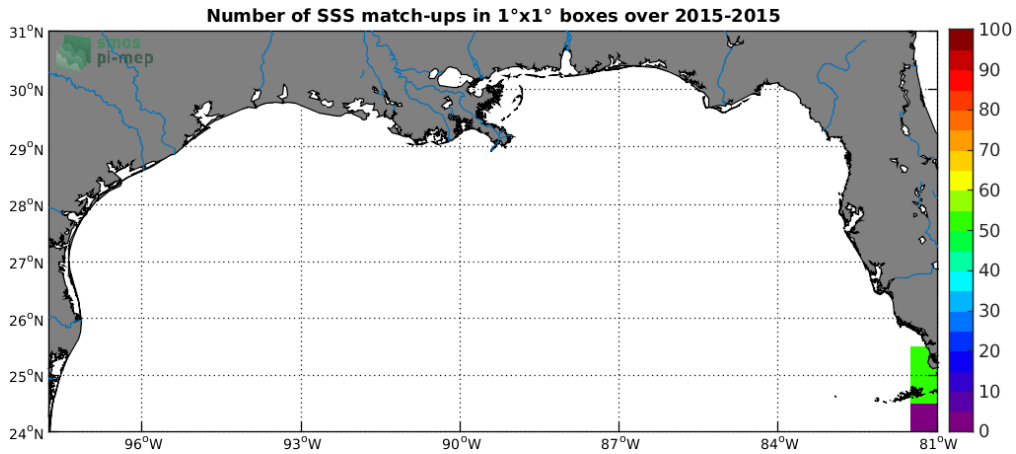 Number of SSS match-ups in 1°x1° boxes over 2015-2015
smos
pi-mep
31°N
30°N
29°N
28°N
27°N
26°N
25°N
24°N
96°W
93°W
90°W
87°W
84°W
81°W
100
90
80
70
60
50
40
30
20
10
0